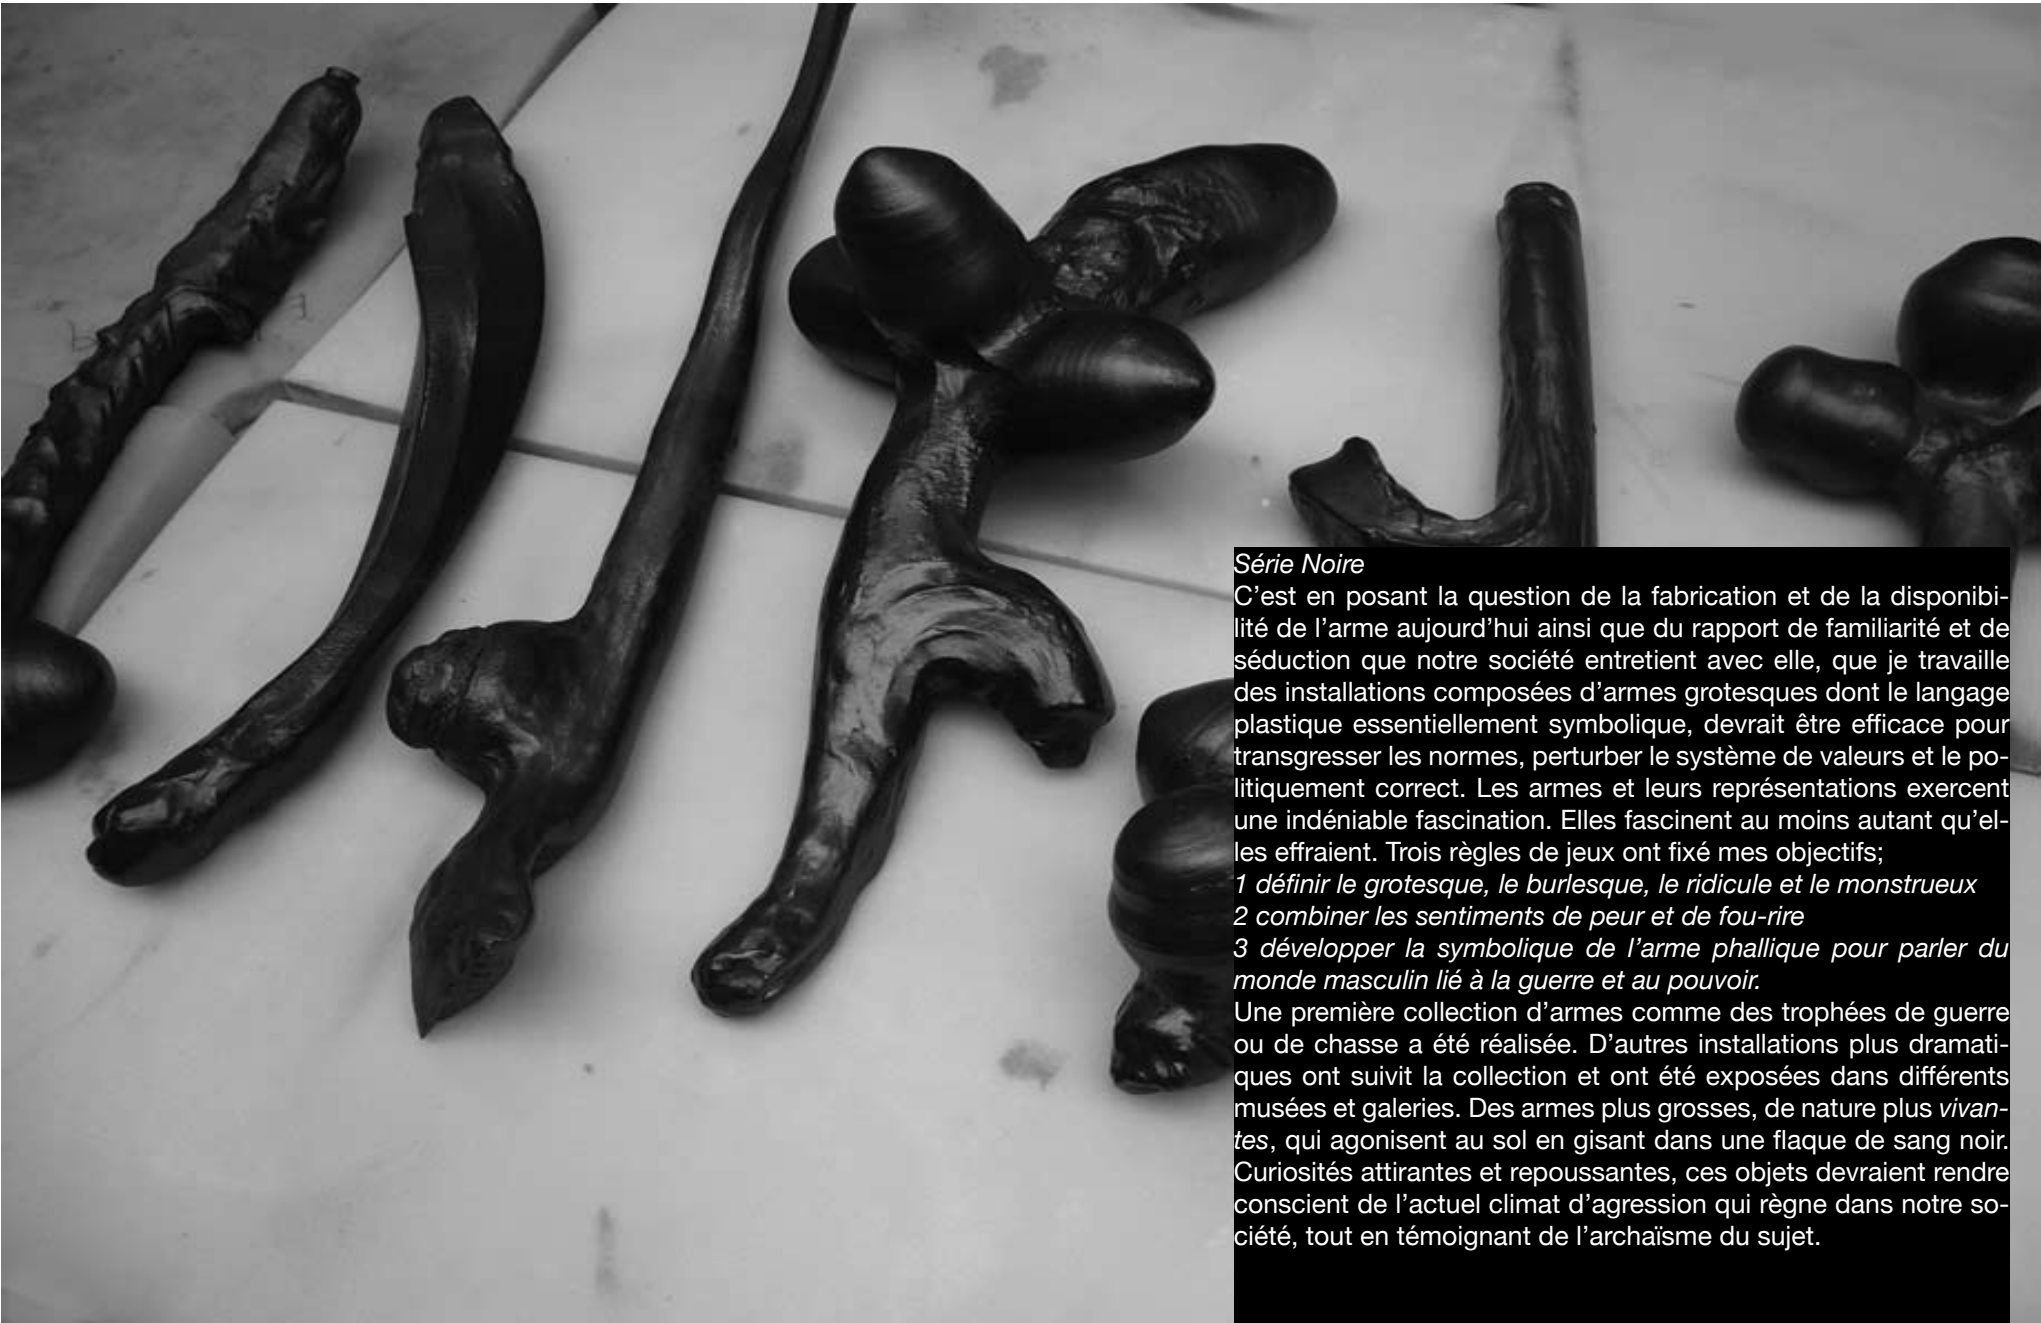 Série Noire
C’est en posant la question de la fabrication et de la disponibi-
lité de l’arme aujourd’hui ainsi que du rapport de familiarité et de
séduction que notre société entretient avec elle, que je travaille
des installations composées d’armes grotesques dont le langage
plastique essentiellement symbolique, devrait être efficace pour
transgresser les normes, perturber le système de valeurs et le po-
litiquement correct. Les armes et leurs représentations exercent
une indéniable fascination. Elles fascinent au moins autant qu’el-
les effraient. Trois règles de jeux ont fixé mes objectifs;
1 définir le grotesque, le burlesque, le ridicule et le monstrueux
2 combiner les sentiments de peur et de fou-rire
3 développer la symbolique de l’arme phallique pour parler du
monde masculin lié à la guerre et au pouvoir.
Une première collection d’armes comme des trophées de guerre
ou de chasse a été réalisée. D’autres installations plus dramati-
ques ont suivit la collection et ont été exposées dans différents
musées et galeries. Des armes plus grosses, de nature plus vivan-
tes, qui agonisent au sol en gisant dans une flaque de sang noir.
Curiosités attirantes et repoussantes, ces objets devraient rendre
conscient de l’actuel climat d’agression qui règne dans notre so-
ciété, tout en témoignant de l’archaïsme du sujet.